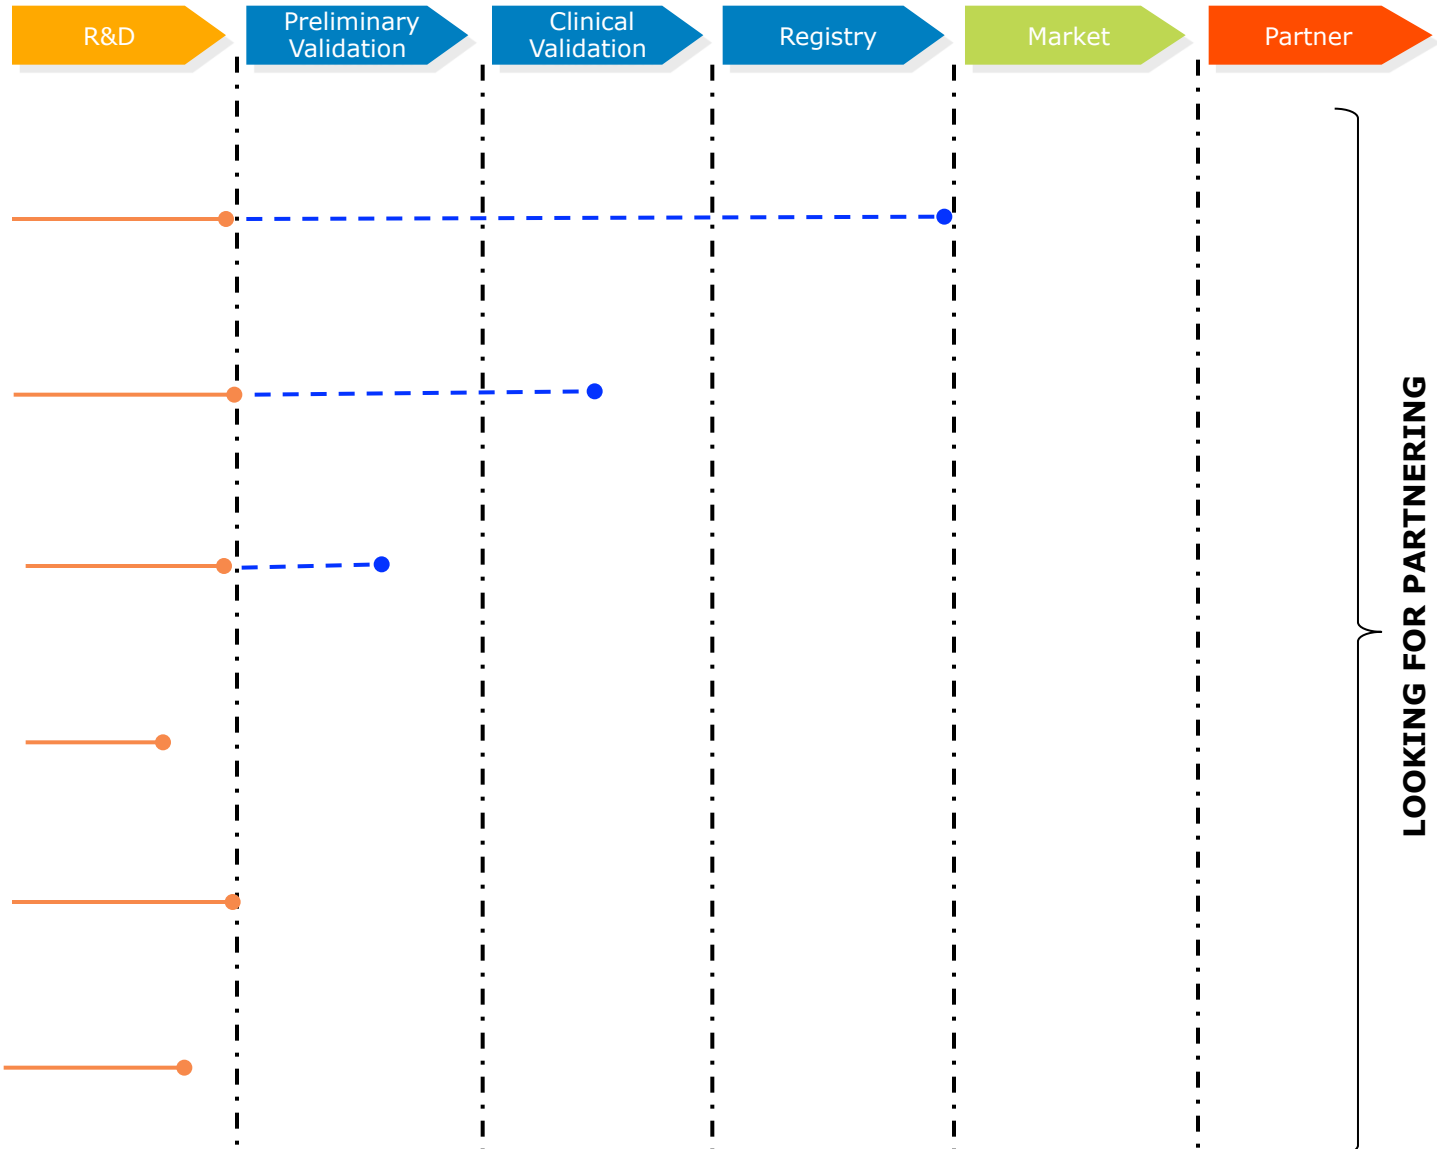 R&D
Preliminary
Validation
Clinical
Validation
Registry
Market
Partner
LOOKING FOR PARTNERING